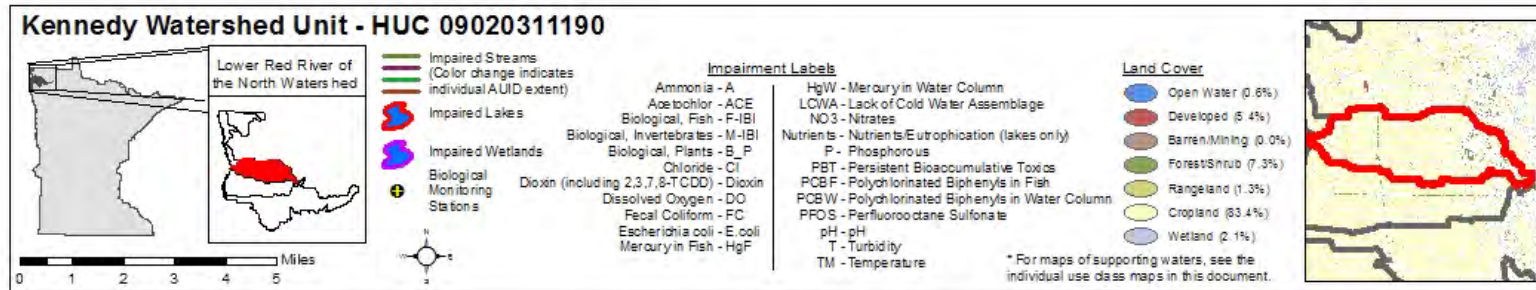 Kennedy Watershed Unit - HUC 09020311190
Lower Red River of
the North Watershed
Miles
0 1 2 3 4 5
Impaired Streams
(Color change indicates
individual AUID extent)
Impaired Lakes
Impaired Wetlands
Biological
Monitoring
Stations
N
W
E
S
Impairment Labels
Ammonia - A
Acetochlor - ACE
Biological, Fish - F-IBI
Biological, Invertebrates - M-IBI
Biological, Plants - B_P
Chloride - Cl
Dioxin (including 2,3,7,8-TCDD) - Dioxin
Dissolved Oxygen - DO
Fecal Coliform - FC
Escherichia coli - E.coli
Mercury in Fish - HgF
HgW - Mercury in Water Column
LCWA - Lack of Cold Water Assemblage
NO3 - Nitrates
Nutrients - Nutrients/Eutrophication (lakes only)
P - Phosphorous
PBT - Persistent Bioaccumulative Toxics
PCBF - Polychlorinated Biphenyls in Fish
PCBW - Polychlorinated Biphenyls in Water Column
PFOS - Perfluorooctane Sulfonate
pH - pH
T - Turbidity
TM - Temperature
Land Cover
Open Water (0.6%)
Developed (5.4%)
Barren/Mining (0.0%)
Forest/Shrub (7.3%)
Rangeland (1.3%)
Cropland (83.4%)
Wetland (2.1%)
* For maps of supporting waters, see the
individual use class maps in this document.